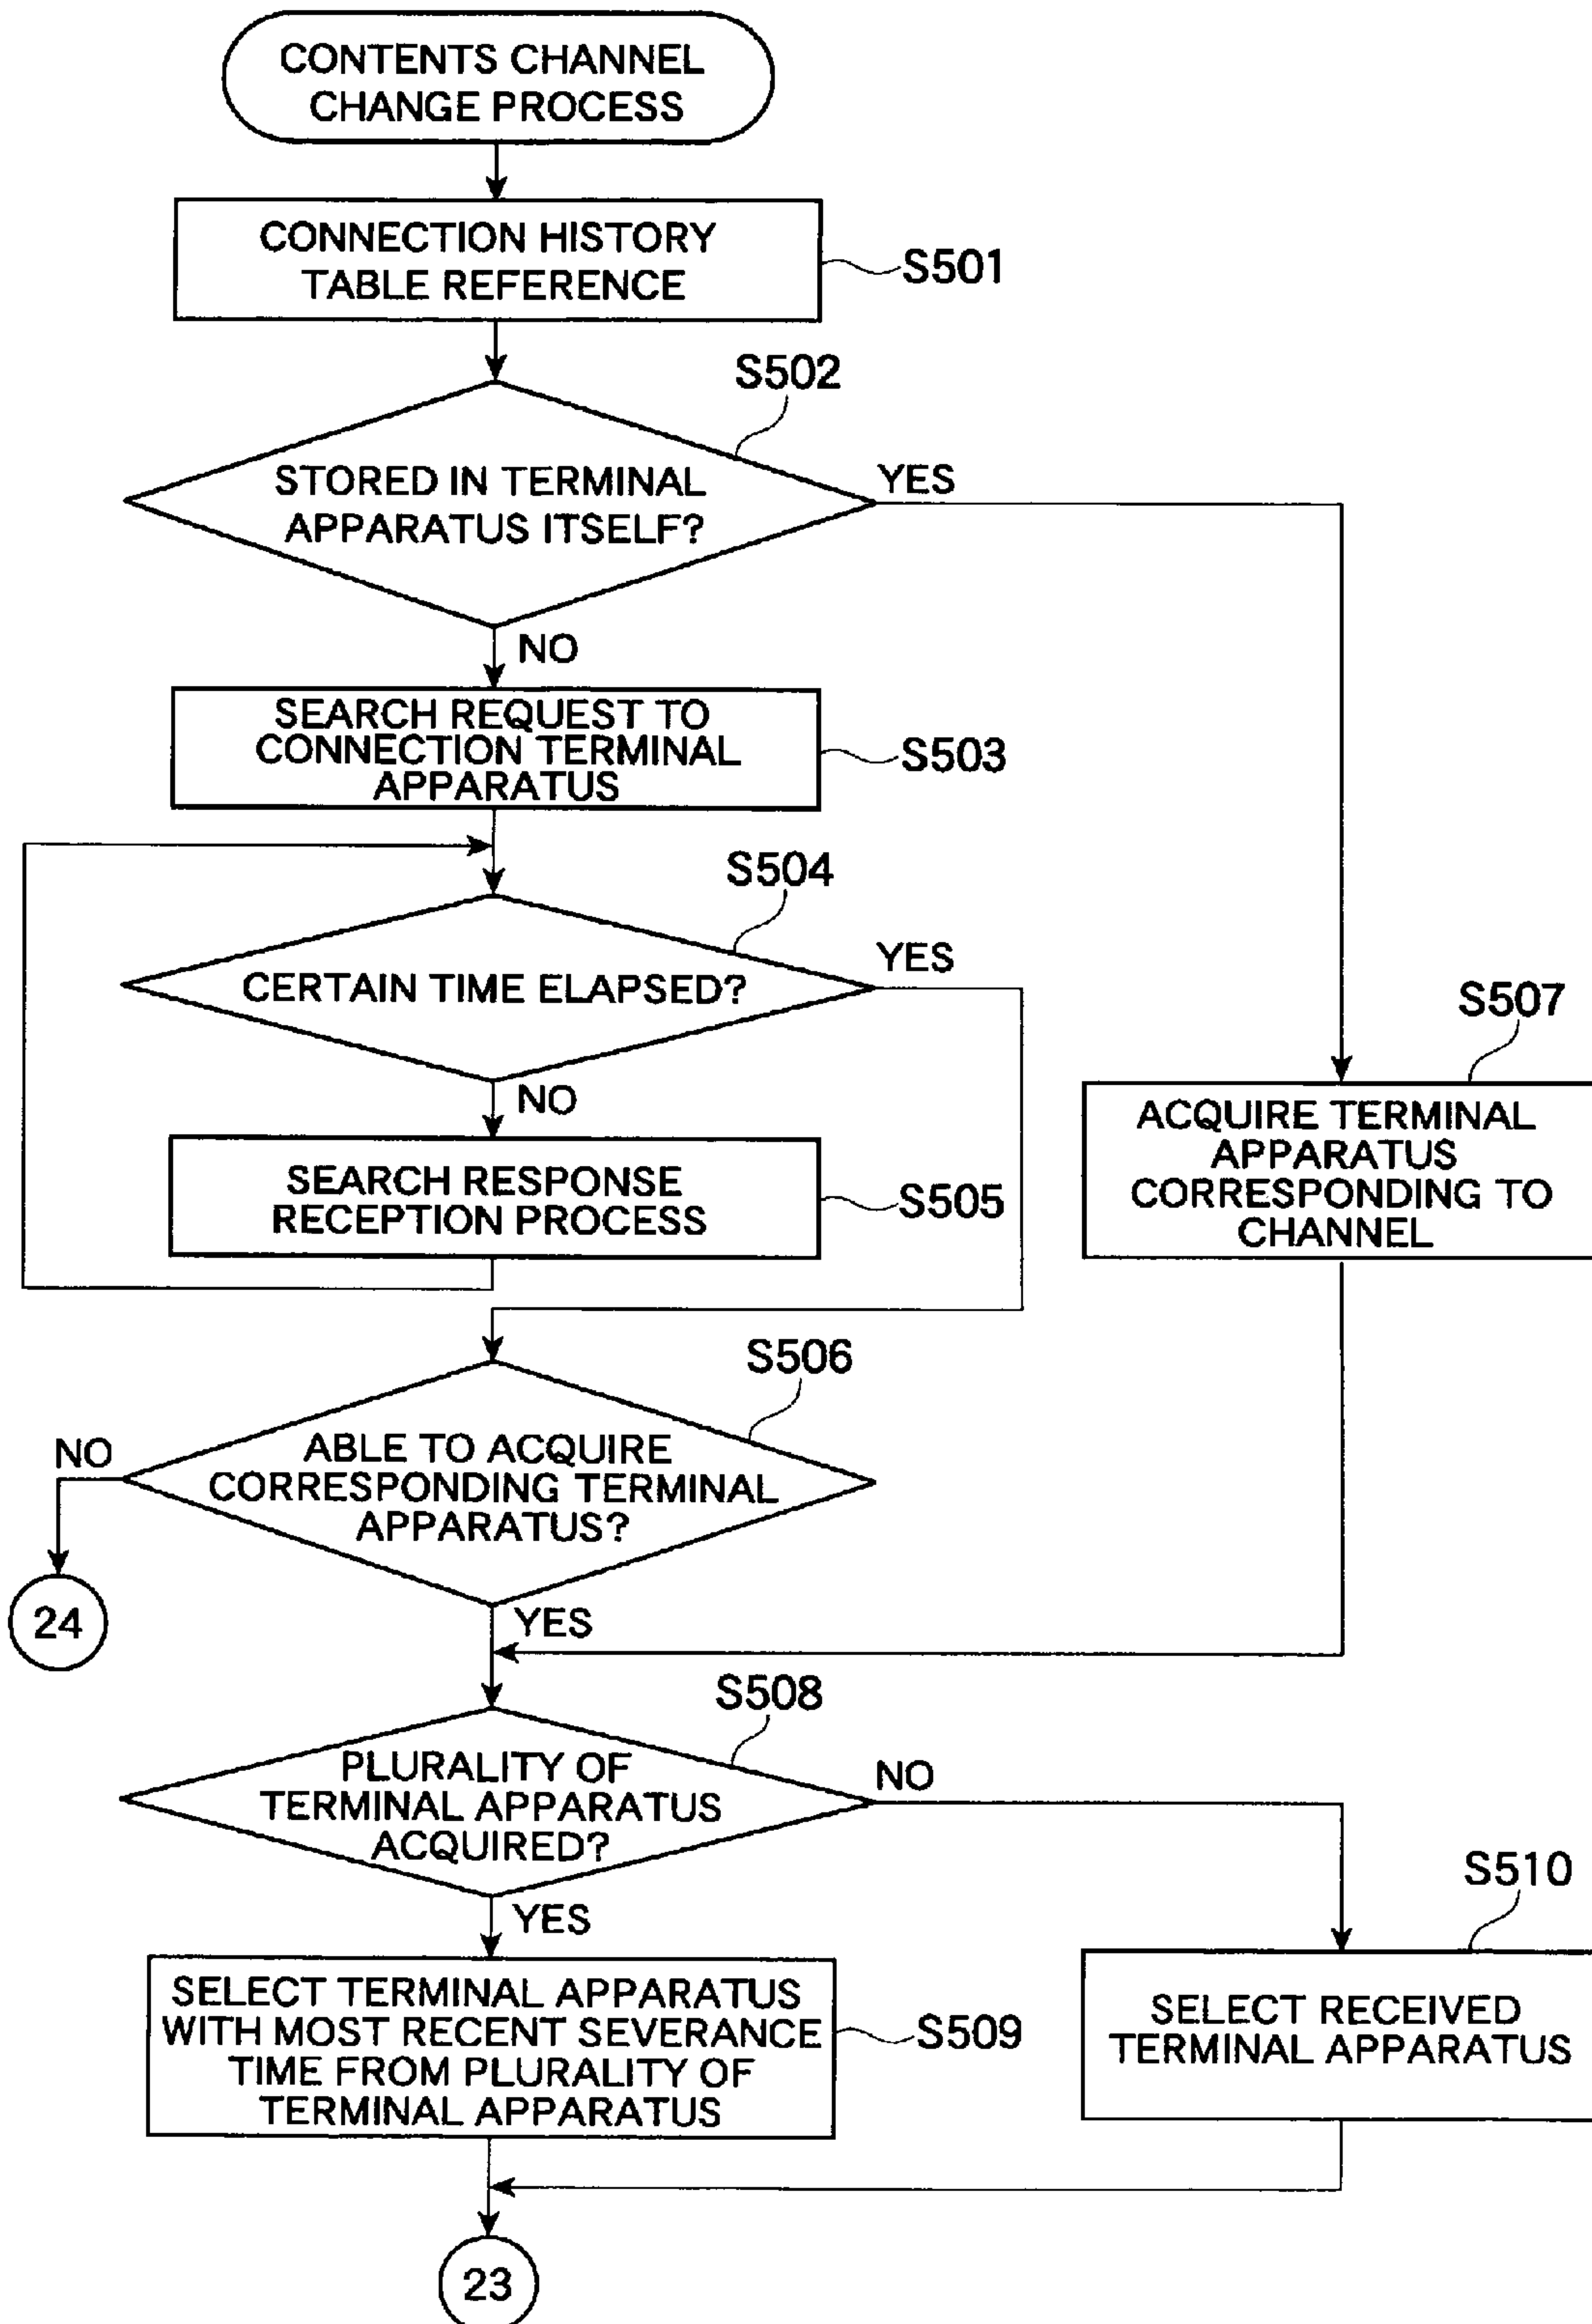 CONTENTS CHANNEL
CHANGE PROCESS
CONNECTION HISTORY
TABLE REFERENCE
S501
S502
STORED IN TERMINAL
APPARATUS ITSELF?
YES
NO
SEARCH REQUEST TO
CONNECTION TERMINAL
APPARATUS
S503
S504
CERTAIN TIME ELAPSED?
YES
NO
S507
ACQUIRE TERMINAL
APPARATUS
CORRESPONDING TO
CHANNEL
SEARCH RESPONSE
RECEPTION PROCESS
S505
S506
ABLE TO ACQUIRE
CORRESPONDING TERMINAL
APPARATUS?
NO
24
YES
S508
PLURALITY OF
TERMINAL APPARATUS
ACQUIRED?
NO
YES
S510
SELECT TERMINAL APPARATUS
WITH MOST RECENT SEVERANCE
TIME FROM PLURALITY OF
TERMINAL APPARATUS
S509
SELECT RECEIVED
TERMINAL APPARATUS
23